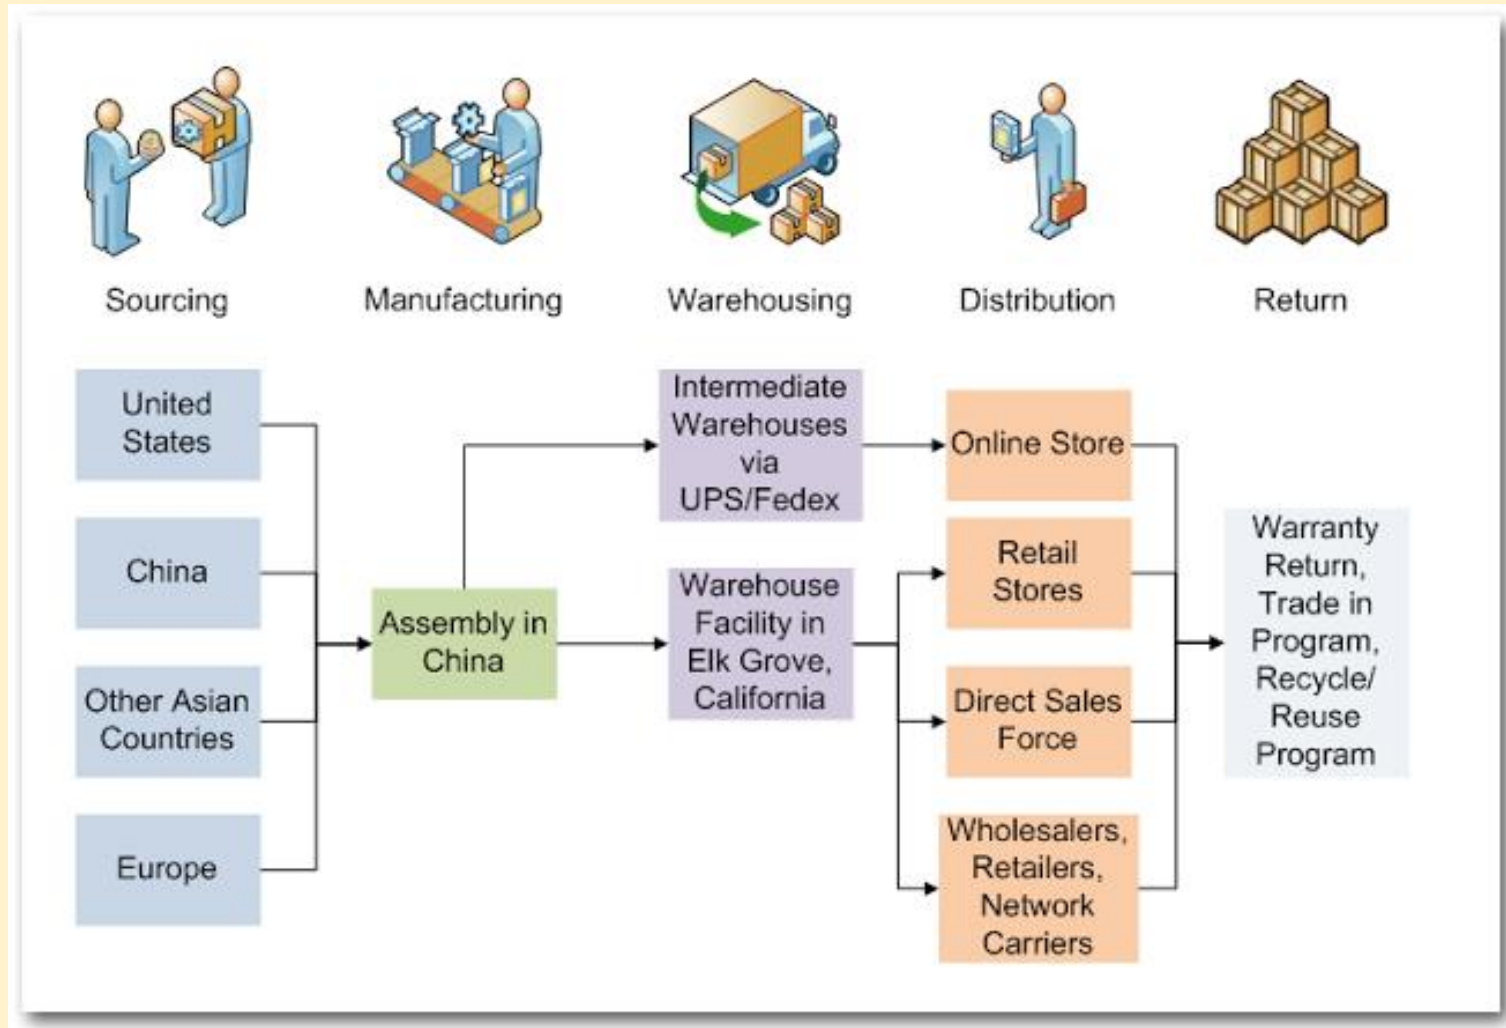 Sourcing
Manufacturing
Warehousing
Distribution
Return
United
States
China
Other Asian
Countries
Europe
Assembly in
China
Intermediate
Warehouses
via
UPS/Fedex
Warehouse
Facility in
Elk Grove,
California
Online Store
Retail
Stores
Direct Sales
Force
Wholesalers,
Retailers,
Network
Carriers
Warranty
Return,
Trade in
Program,
Recycle/
Reuse
Program